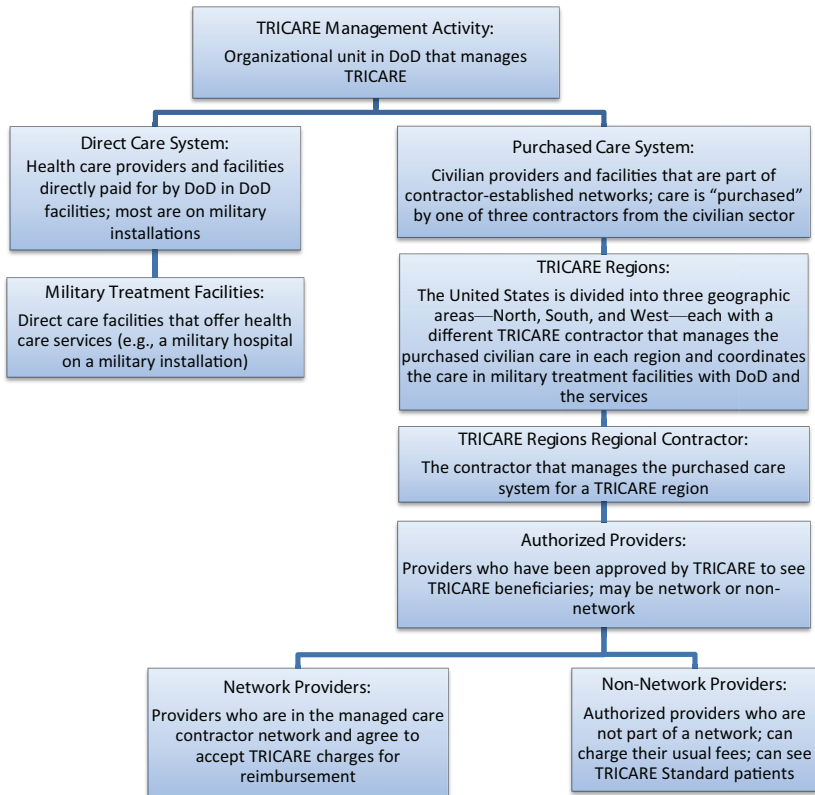 TRICARE Management Activity:
Organizational unit in DoD that manages
TRICARE
Direct Care System:
Health care providers and facilities
directly paid for by DoD in DoD
facilities; most are on military
installations
Military Treatment Facilities:
Direct care facilities that offer health
care services (e.g., a military hospital
on a military installation)
Purchased Care System:
Civilian providers and facilities that are part of
contractor-established networks; care is “purchased”
by one of three contractors from the civilian sector
TRICARE Regions:
The United States is divided into three geographic
areas—North, South, and West—each with a
different TRICARE contractor that manages the
purchased civilian care in each region and coordinates
the care in military treatment facilities with DoD and
the services
TRICARE Regions Regional Contractor:
The contractor that manages the purchased care
system for a TRICARE region
Authorized Providers:
Providers who have been approved by TRICARE to see
TRICARE beneficiaries; may be network or non-
network
Network Providers:
Providers who are in the managed care
contractor network and agree to
accept TRICARE charges for
reimbursement
Non-Network Providers:
Authorized providers who are
not part of a network; can
charge their usual fees; can see
TRICARE Standard patients